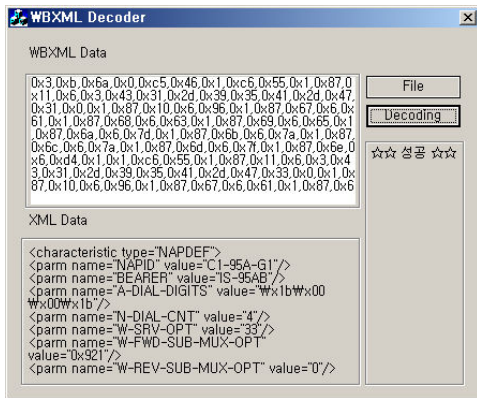 WBXML Decoder
WBXML Data
0x3,0xb,0x6a,0x0,0xc5,0x46,0x1,0xc6,0x55,0x1,0x87,0
x11,0x6,0x3,0x43,0x31,0x2d,0x39,0x35,0x41,0x2d,0x47,
0x31,0x0,0x1,0x87,0x10,0x6,0x96,0x1,0x87,0x67,0x6,0x
61,0x1,0x87,0x68,0x6,0x63,0x1,0x87,0x69,0x6,0x65,0x1
,0x87,0x6a,0x6,0x7d,0x1,0x87,0x6b,0x6,0x7a,0x1,0x87,
0x6c,0x6,0x7a,0x1,0x87,0x6d,0x6,0x7f,0x1,0x87,0x6e,0
x6,0xd4,0x1,0x1,0xc6,0x55,0x1,0x87,0x11,0x6,0x3,0x4
3,0x31,0x2d,0x39,0x35,0x41,0x2d,0x47,0x33,0x0,0x1,0x
87,0x10,0x6,0x96,0x1,0x87,0x67,0x6,0x61,0x1,0x87,0x6
File
Decoding
☆☆ 성공 ☆☆
XML Data
<characteristic type="NAPDEF">
<parm name="NAPID" value="C1-95A-G1"/>
<parm name="BEARER" value="IS-95AB"/>
<parm name="A-DIAL-DIGITS" value="₩x1b₩x00
₩x00₩x1b"/>
<parm name="N-DIAL-CNT" value="4"/>
<parm name="W-SRV-OPT" value="33"/>
<parm name="W-FWD-SUB-MUX-OPT"
value="0x921"/>
<parm name="W-REV-SUB-MUX-OPT" value="0"/>